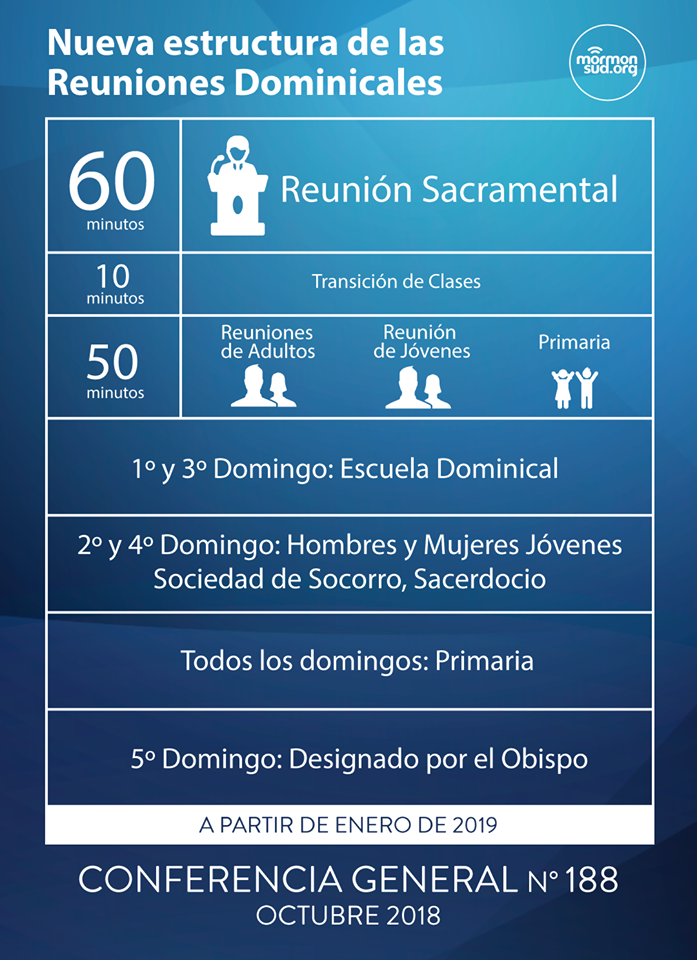 Nueva estructura de las
Reuniones Dominicales
mormon
sud.org
60
minutos
Reunión Sacramental
10
minutos
Transición de Clases
50
minutos
Reuniones
de Adultos
Reunión
de Jóvenes
Primaria
1º y 3º Domingo: Escuela Dominical
2º y 4º Domingo: Hombres y Mujeres Jóvenes
Sociedad de Socorro, Sacerdocio
Todos los domingos: Primaria
5º Domingo: Designado por el Obispo
A PARTIR DE ENERO DE 2019
CONFERENCIA GENERAL N° 188
OCTUBRE 2018